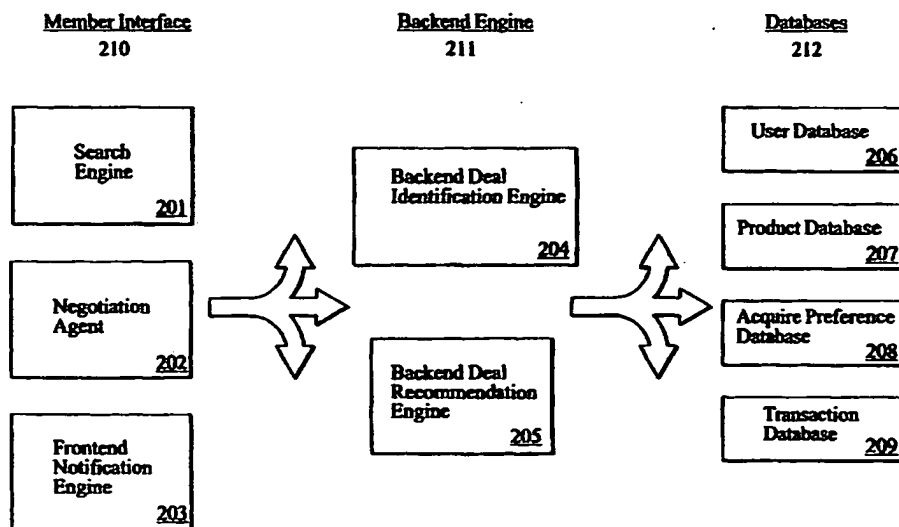 Member Interface
210
Search
Engine
201
Negotiation
Agent
202
Frontend
Notification
Engine
203
Backend Engine
211
Backend Deal
Identification Engine
204
Backend Deal
Recommendation
Engine
205
Databases
212
User Database
206
Product Database
207
Acquire Preference
Database
208
Transaction
Database
209